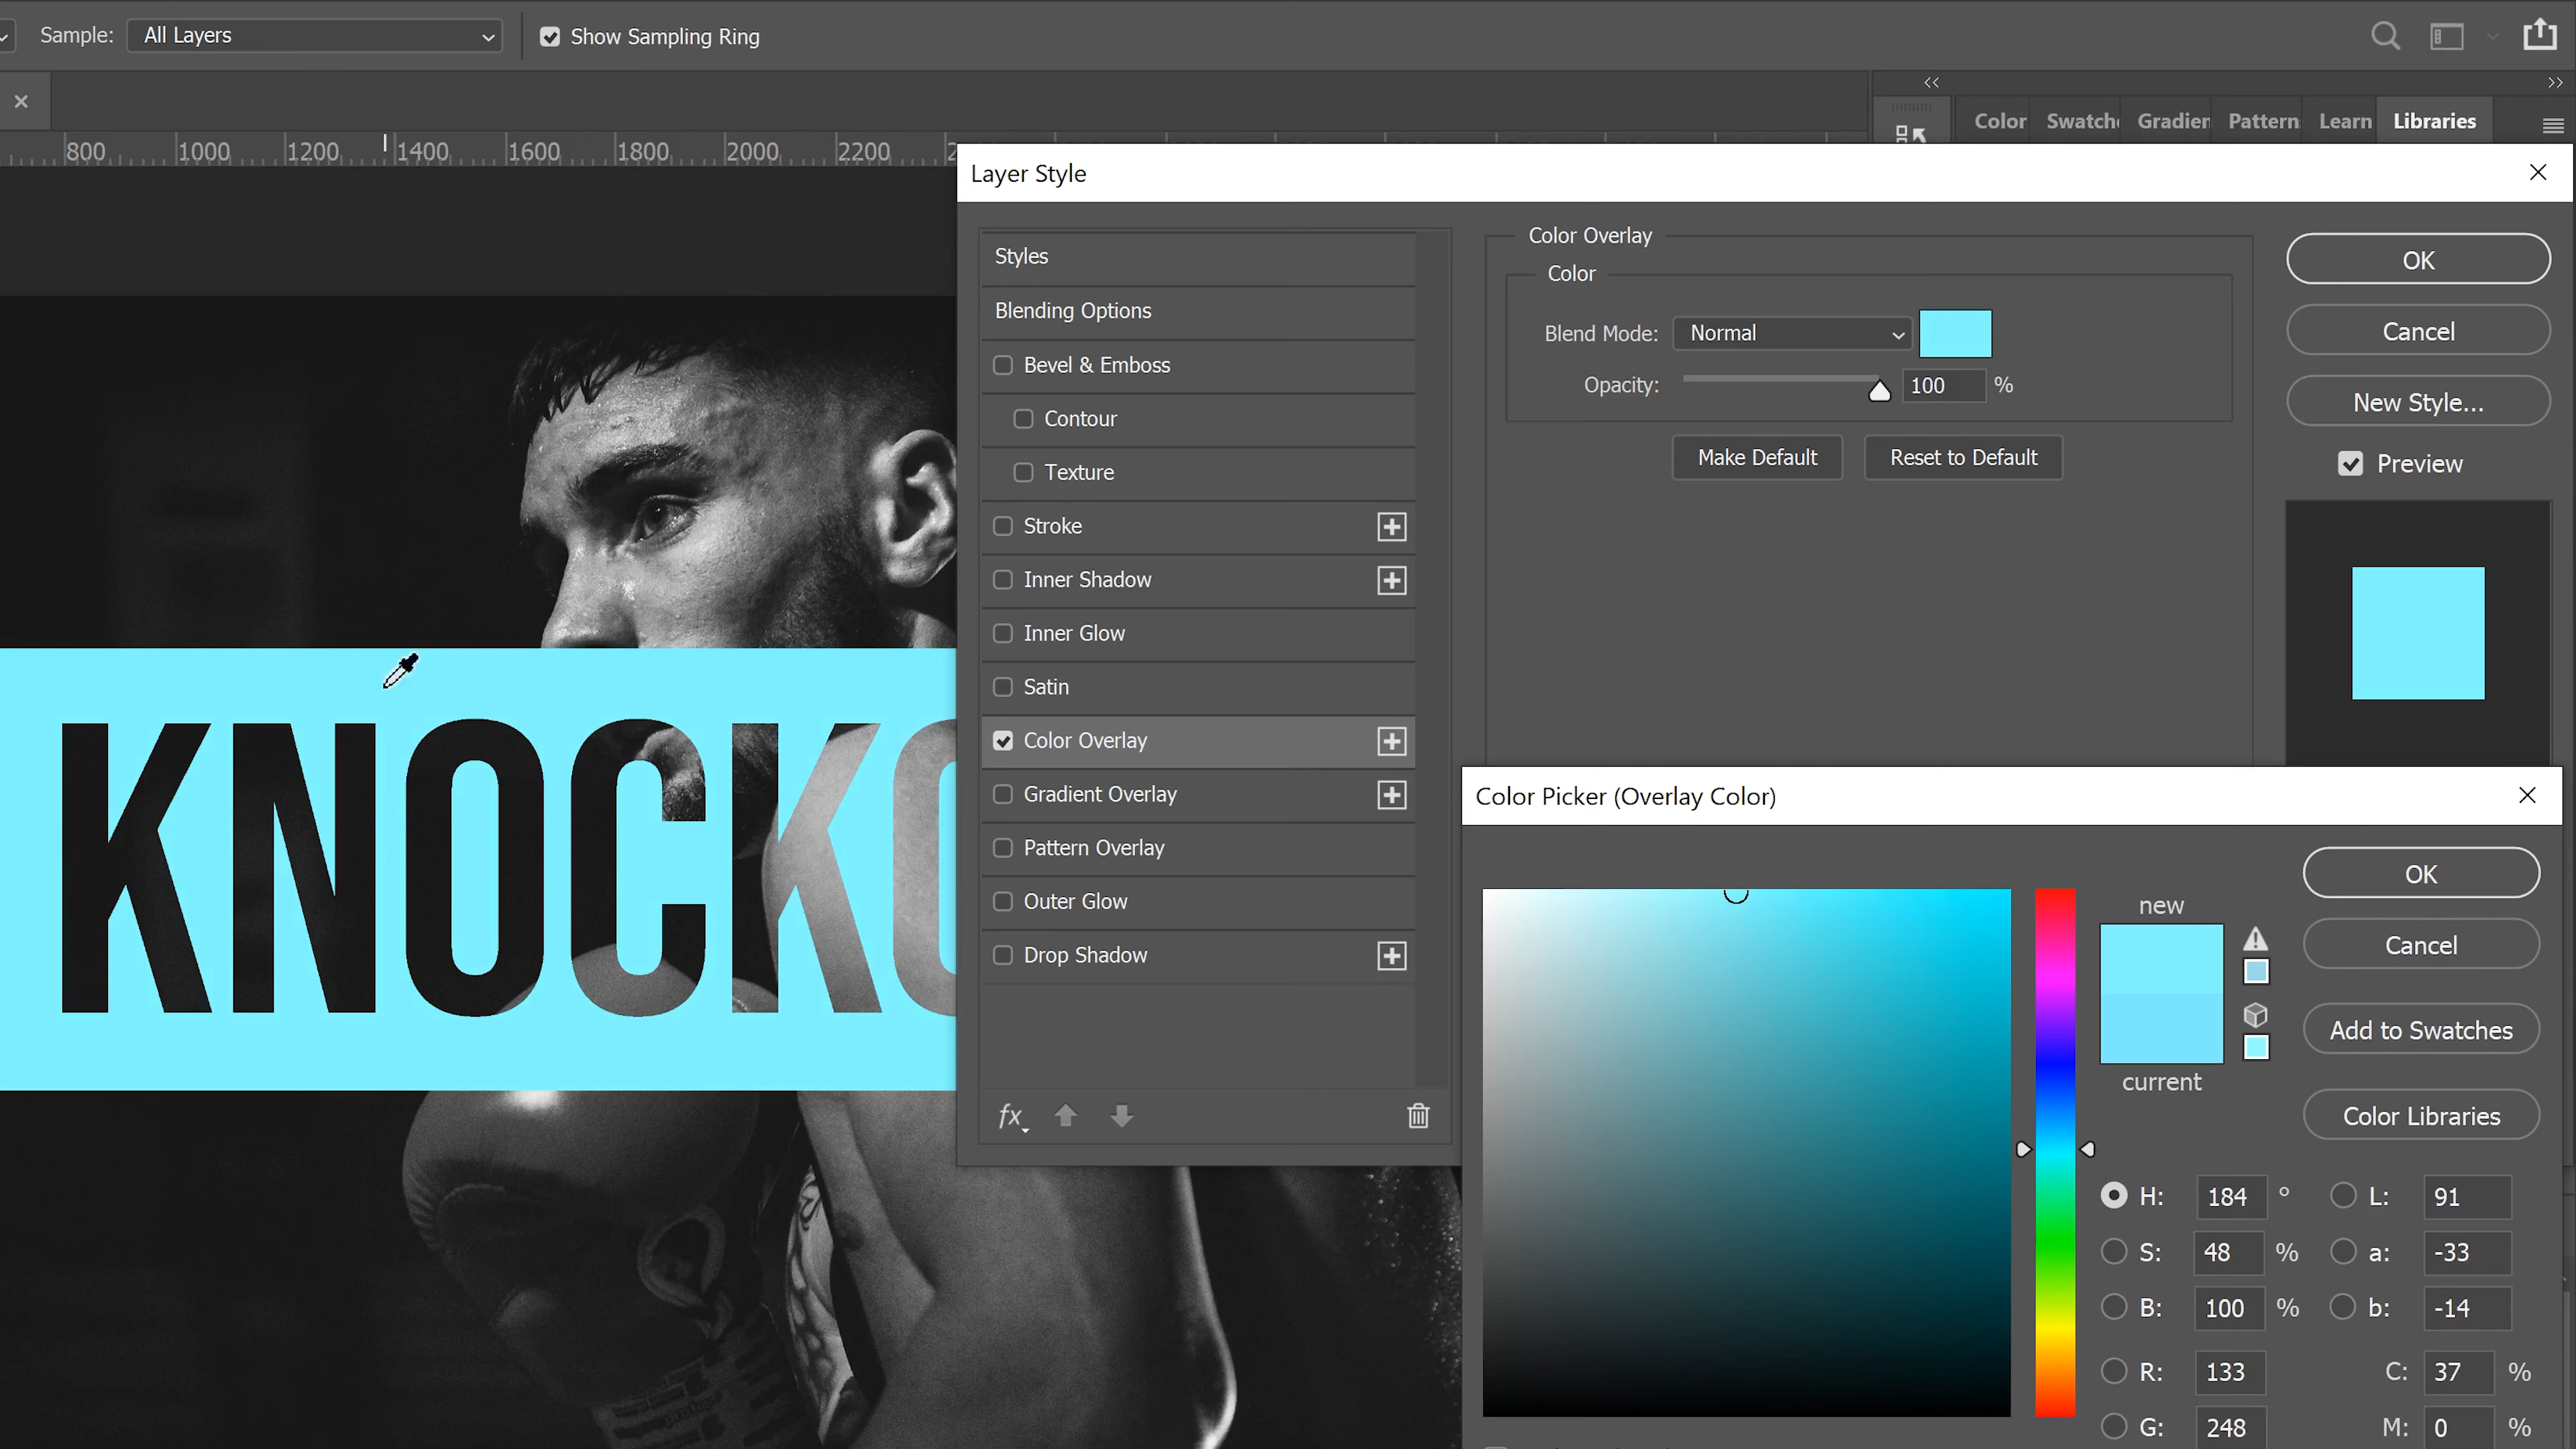 Sample: All Layers Show Sampling Ring
Color Swatch Gradien Pattern Learn Libraries
800 1000 1200 1400 1600 1800 2000 2200 2
Layer Style
Styles
Blending Options
Bevel & Emboss
Contour
Texture
Stroke
Inner Shadow
Inner Glow
Satin
Color Overlay
Gradient Overlay
Pattern Overlay
Outer Glow
Drop Shadow
fx
Color Overlay
Color
Blend Mode: Normal
Opacity: 100 %
Make Default Reset to Default
OK
Cancel
New Style...
Preview
KNOCKO
Color Picker (Overlay Color)
new
current
OK
Cancel
Add to Swatches
Color Libraries
H: 184 ° L: 91
S: 48 % a: -33
B: 100 % b: -14
R: 133 C: 37 %
G: 248 M: 0 %